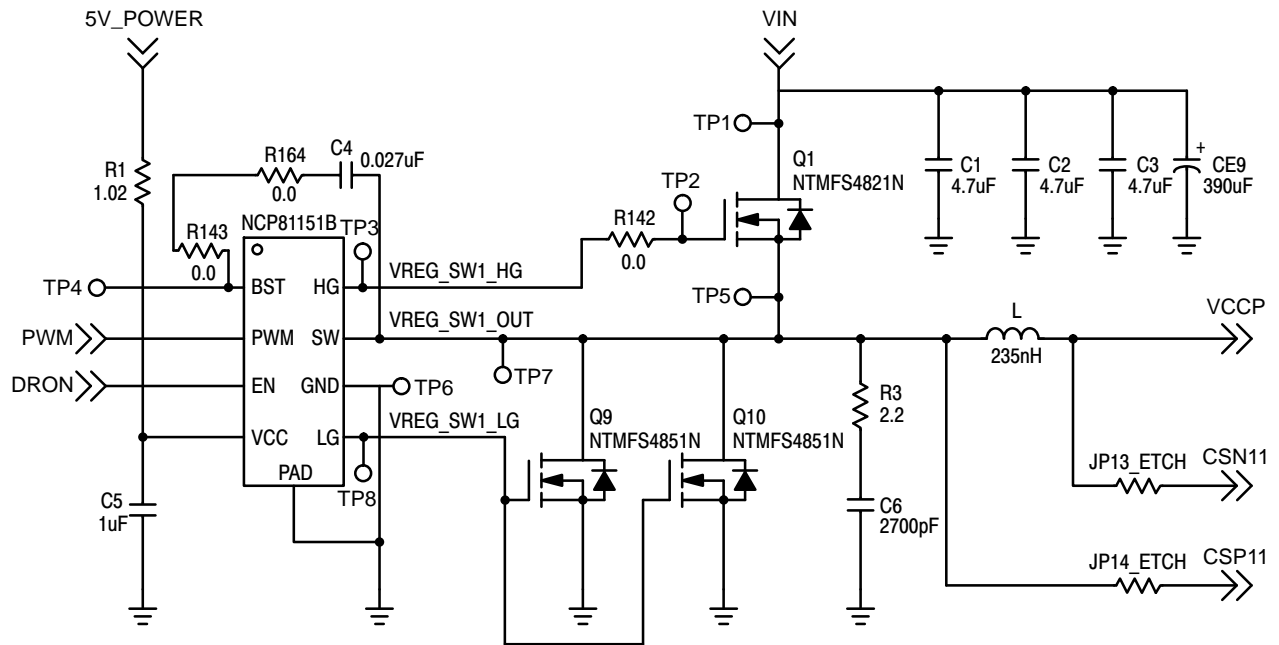 5V_POWER
VIN
TP1
R1
1.02
R164
0.0
C4
0.027uF
Q1
NTMFS4821N
C1
4.7uF
C2
4.7uF
C3
4.7uF
+
CE9
390uF
TP2
R143
0.0
NCP81151B
TP3
R142
0.0
TP4
BST
HG
VREG_SW1_HG
TP5
PWM
PWM
SW
VREG_SW1_OUT
L
235nH
VCCP
DRON
EN
GND
TP6
TP7
VCC
LG
VREG_SW1_LG
PAD
TP8
Q9
NTMFS4851N
Q10
NTMFS4851N
R3
2.2
C5
1uF
C6
2700pF
JP13_ETCH
CSN11
JP14_ETCH
CSP11